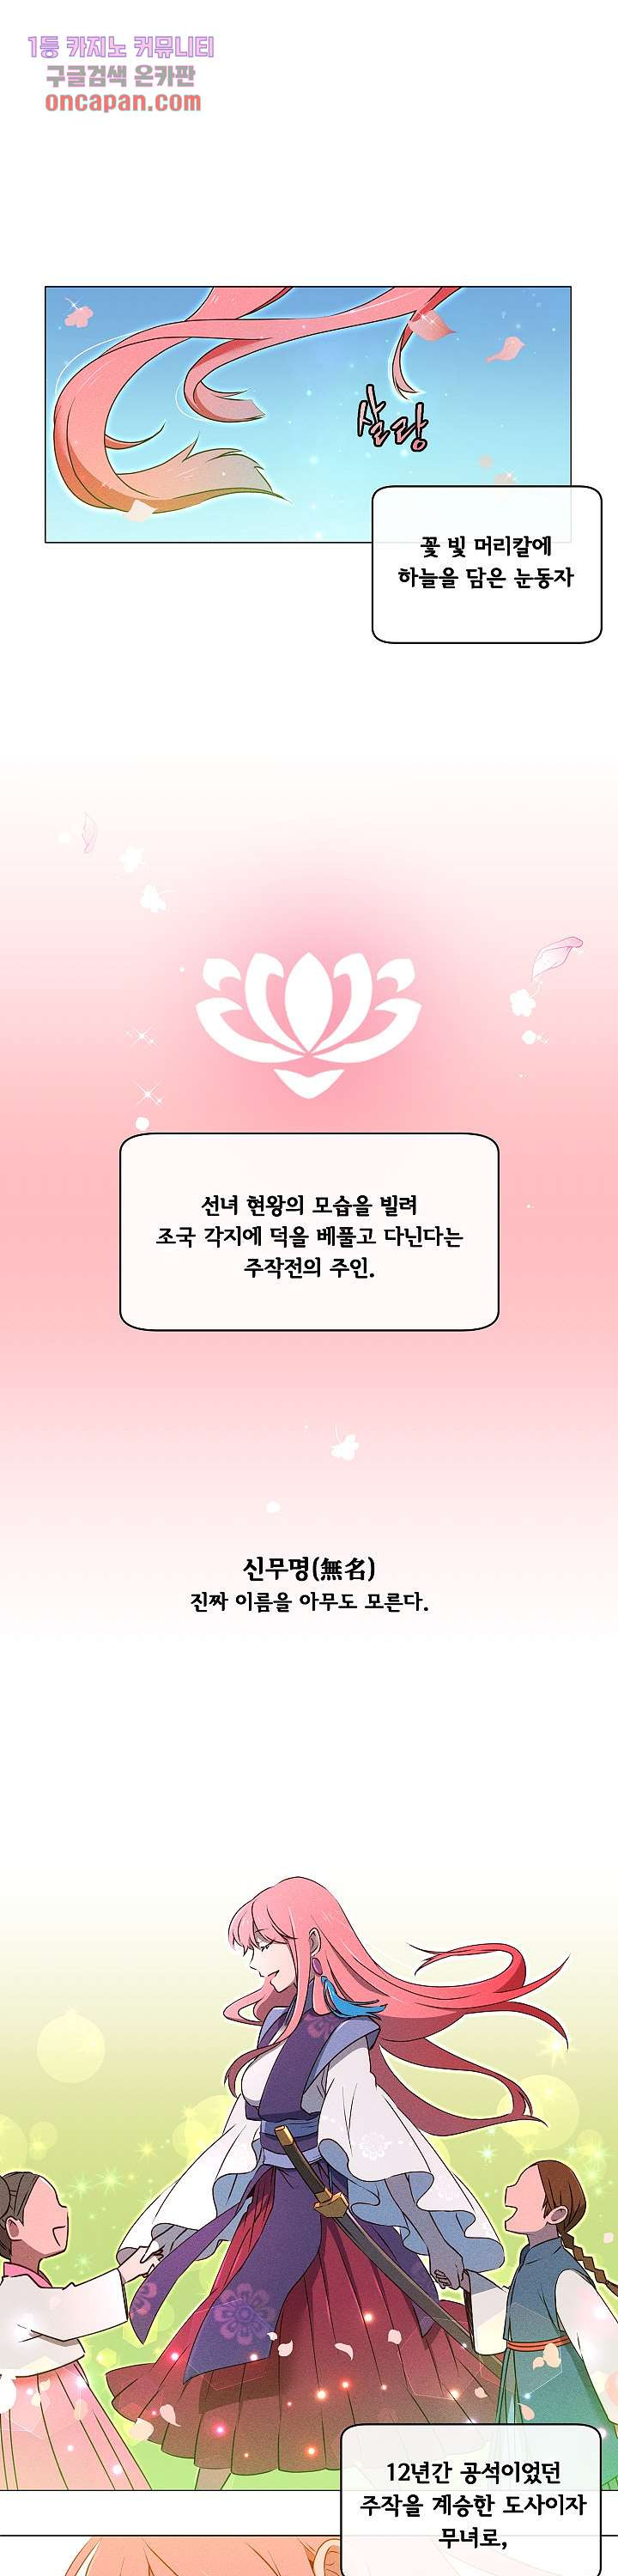 1등 카지노 커뮤니티
구글검색 온카판
oncapan.com
살랑
꽃 빛 머리칼에
하늘을 담은 눈동자
선녀 현왕의 모습을 빌려
조국 각지에 덕을 베풀고 다닌다는
주작전의 주인.
신무명(無名)
진짜 이름을 아무도 모른다.
12년간 공석이었던
주작을 계승한 도사이자
무녀로,